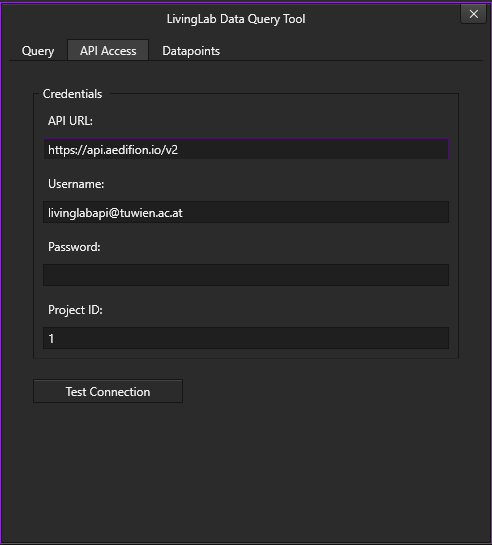 LivingLab Data Query Tool
Query API Access Datapoints
Credentials
API URL:
https://api.aedifion.io/v2
Username:
livinglabapi@tuwien.ac.at
Password:
Project ID:
1
Test Connection